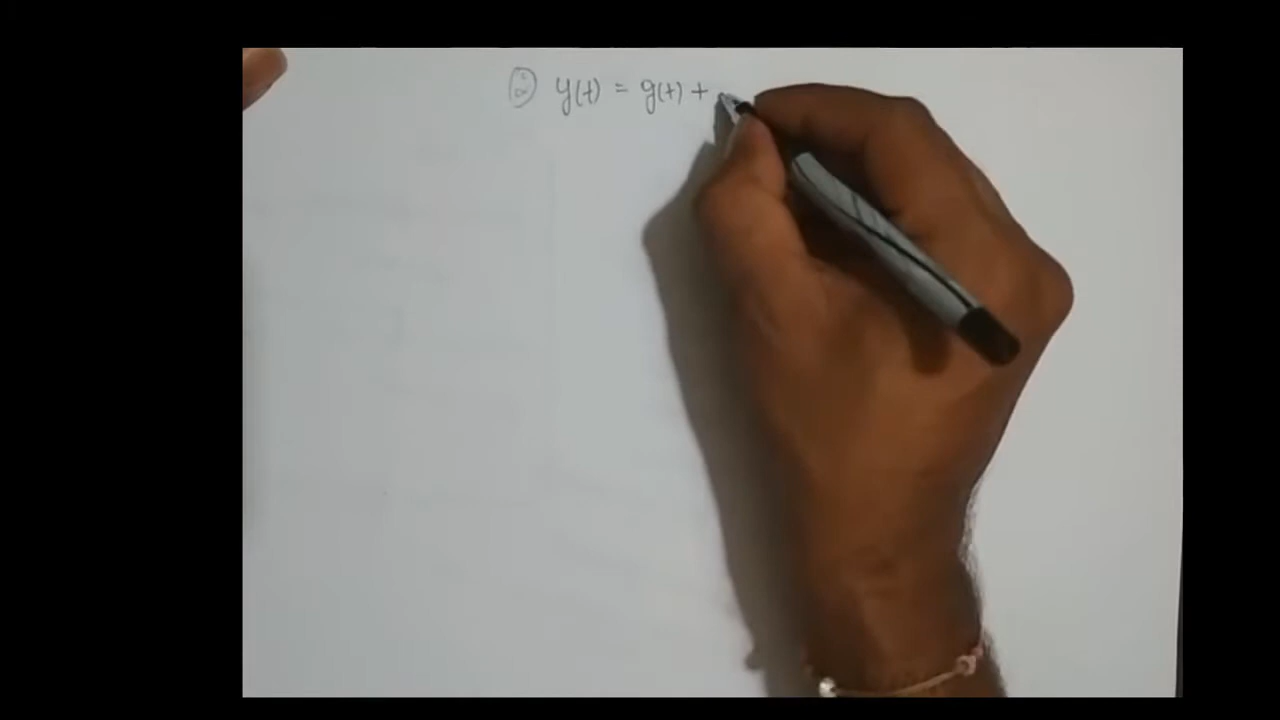 y(t) = g(t) +